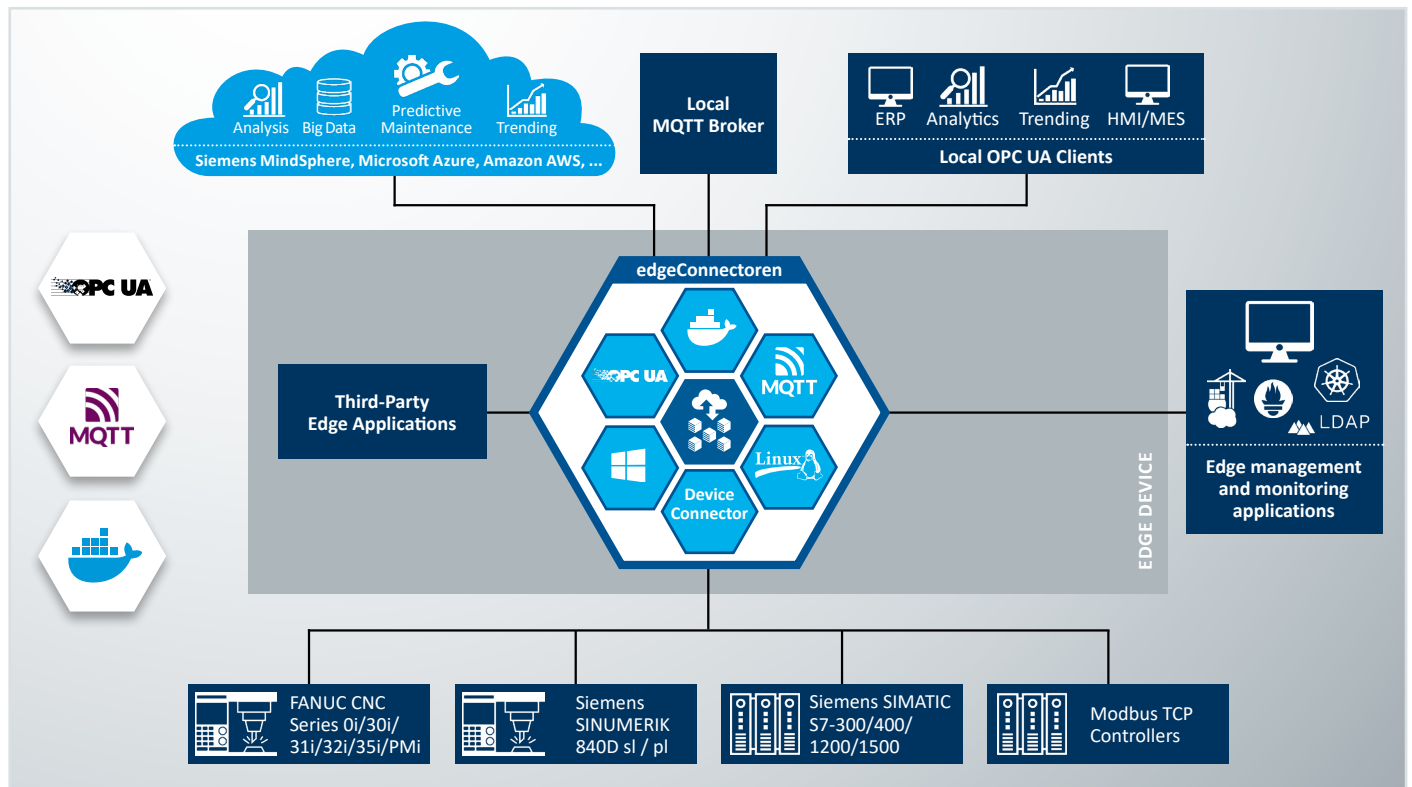 Analysis
Big Data
Predictive
Maintenance
Trending
Siemens MindSphere, Microsoft Azure, Amazon AWS, ...
Local
MQTT Broker
ERP
Analytics
Trending
HMI/MES
Local OPC UA Clients
OPC UA
MQTT
edgeConnectoren
OPC UA
MQTT
Linux
Device
Connector
Third-Party
Edge Applications
EDGE DEVICE
LDAP
Edge management
and monitoring
applications
FANUC CNC
Series 0i/30i/
31i/32i/35i/PMi
Siemens
SINUMERIK
840D sl / pl
Siemens SIMATIC
S7-300/400/
1200/1500
Modbus TCP
Controllers